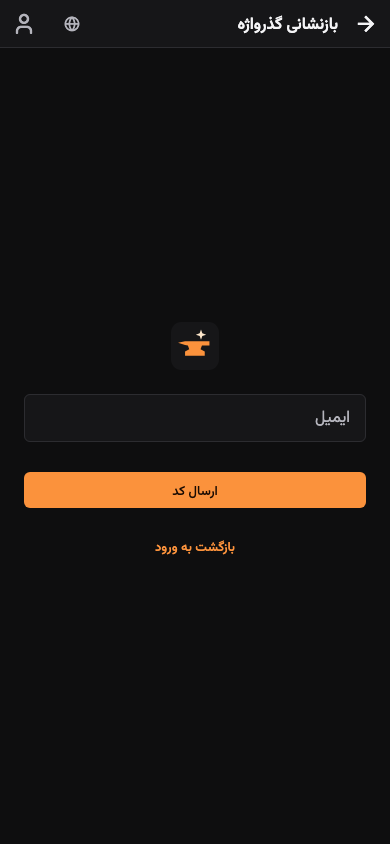 بازنشانی گذرواژه
ایمیل
ارسال کد
بازگشت به ورود